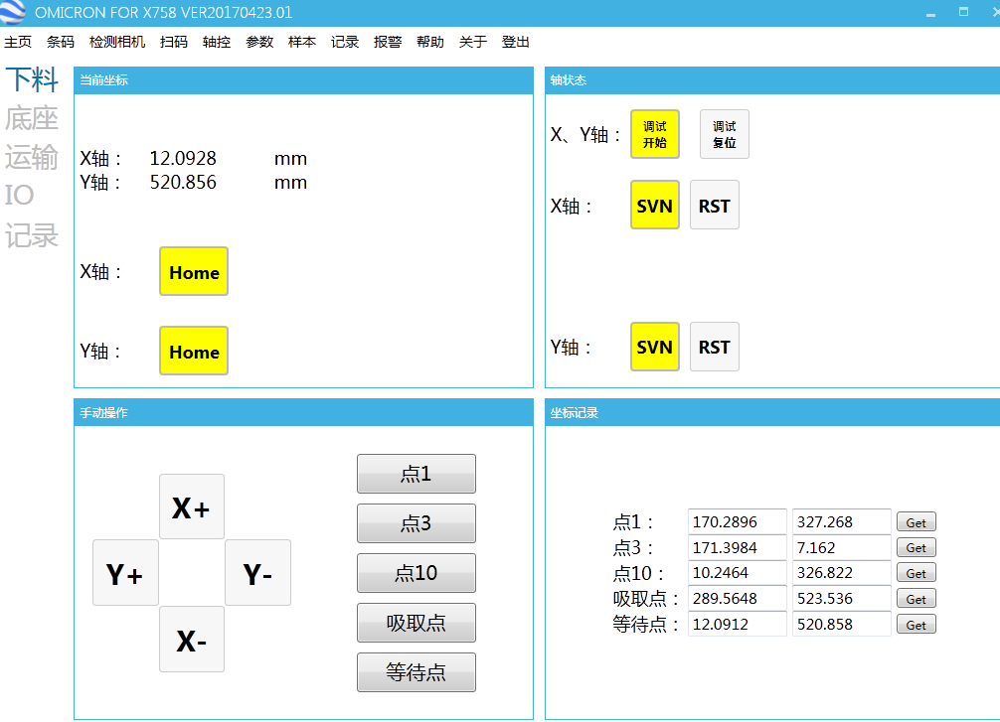 OMICRON FOR X758 VER20170423.01
主页 条码 检测相机 扫码 轴控 参数 样本 记录 报警 帮助 关于 登出
下料
底座
运输
IO
记录
当前坐标
X轴： 12.0928 mm
Y轴： 520.856 mm
X轴： Home
Y轴： Home
轴状态
X、Y轴： 调试开始 调试复位
X轴： SVN RST
Y轴： SVN RST
手动操作
X+
Y+ Y-
X-
点1
点3
点10
吸取点
等待点
坐标记录
点1： 170.2896 327.268 Get
点3： 171.3984 7.162 Get
点10： 10.2464 326.822 Get
吸取点： 289.5648 523.536 Get
等待点： 12.0912 520.858 Get